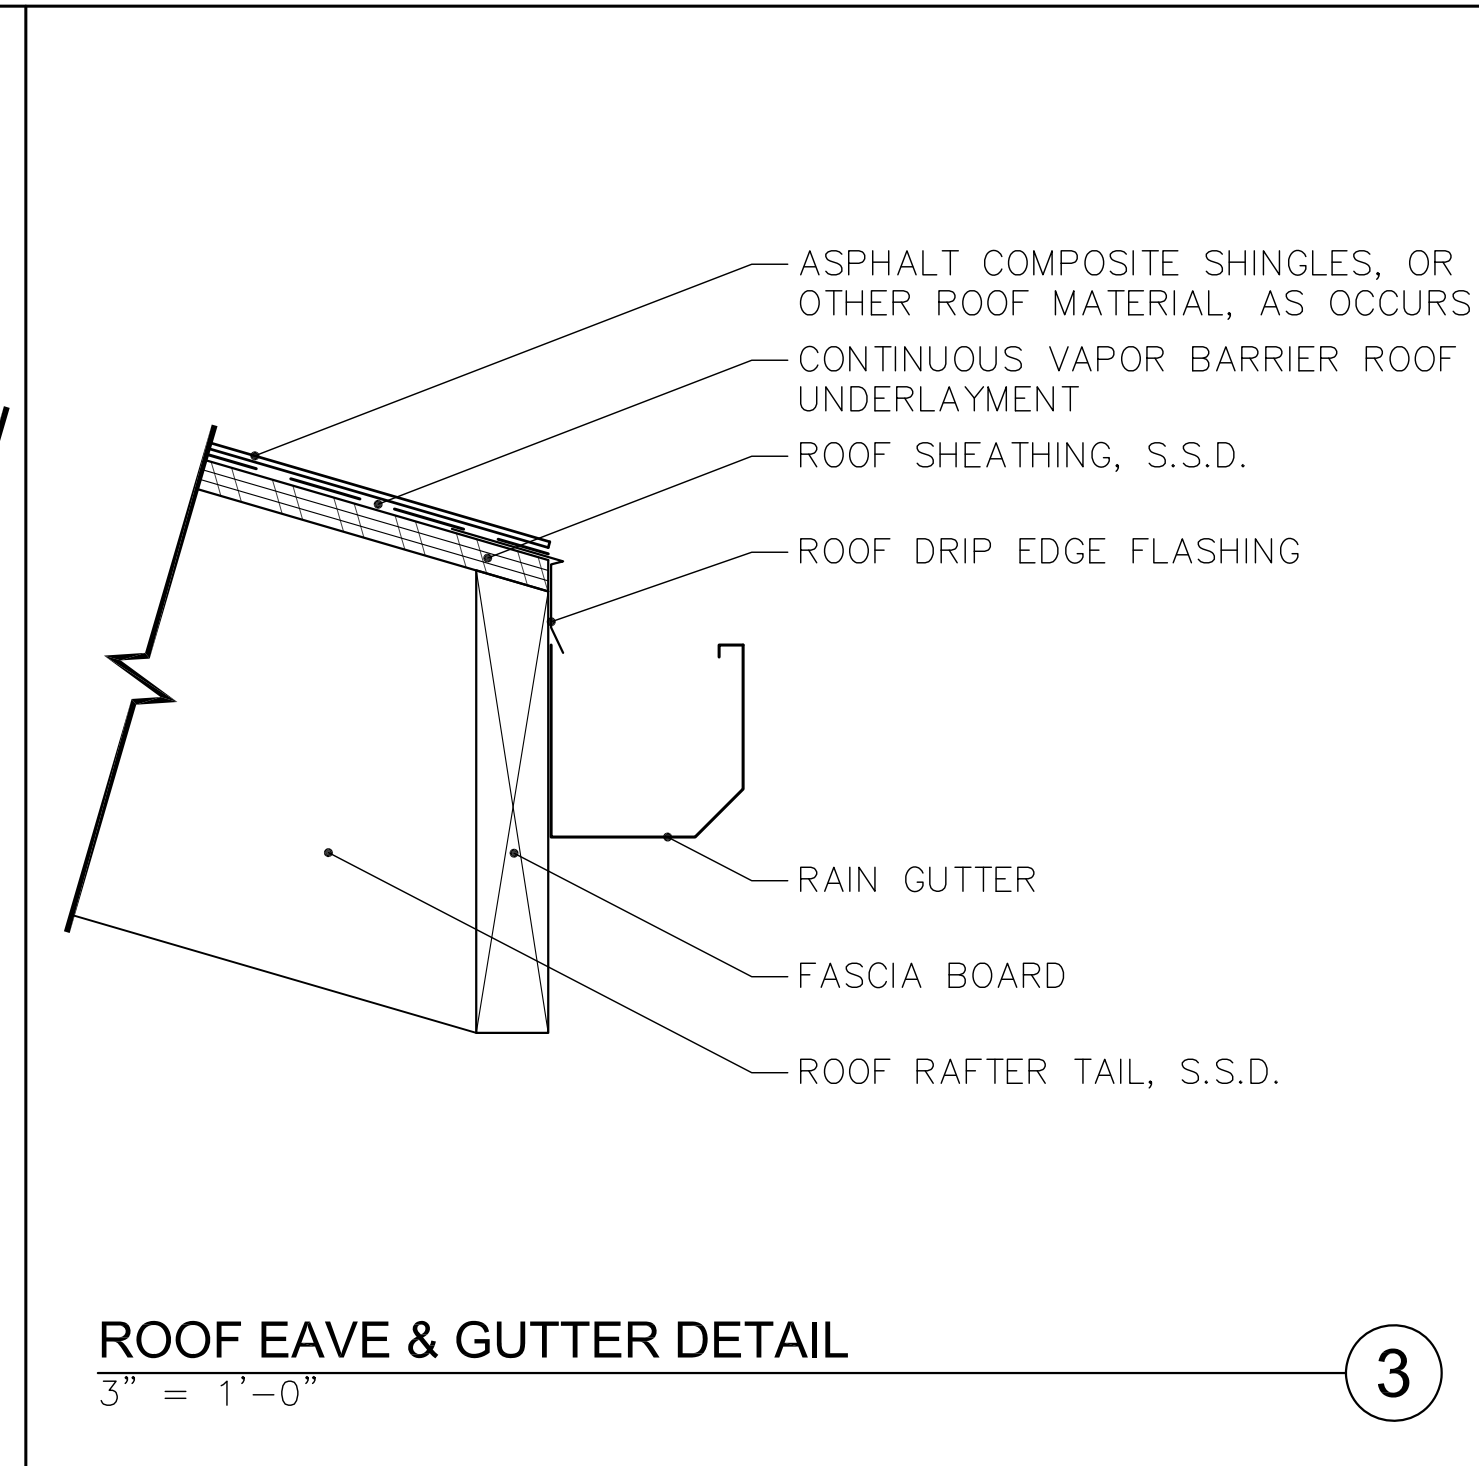 ASPHALT COMPOSITE SHINGLES, OR
OTHER ROOF MATERIAL, AS OCCURS
CONTINUOUS VAPOR BARRIER ROOF
UNDERLAYMENT
ROOF SHEATHING, S.S.D.
ROOF DRIP EDGE FLASHING
RAIN GUTTER
FASCIA BOARD
ROOF RAFTER TAIL, S.S.D.
ROOF EAVE & GUTTER DETAIL
3" = 1'-0"
3